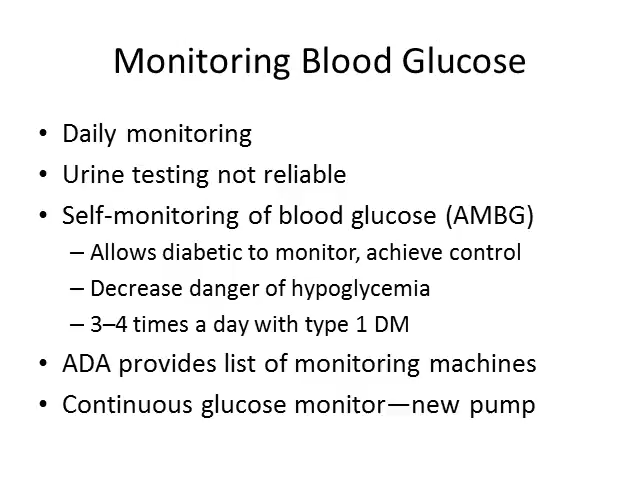 Monitoring Blood Glucose
• Daily monitoring
• Urine testing not reliable
• Self-monitoring of blood glucose (AMBG)
– Allows diabetic to monitor, achieve control
– Decrease danger of hypoglycemia
– 3–4 times a day with type 1 DM
• ADA provides list of monitoring machines
• Continuous glucose monitor—new pump